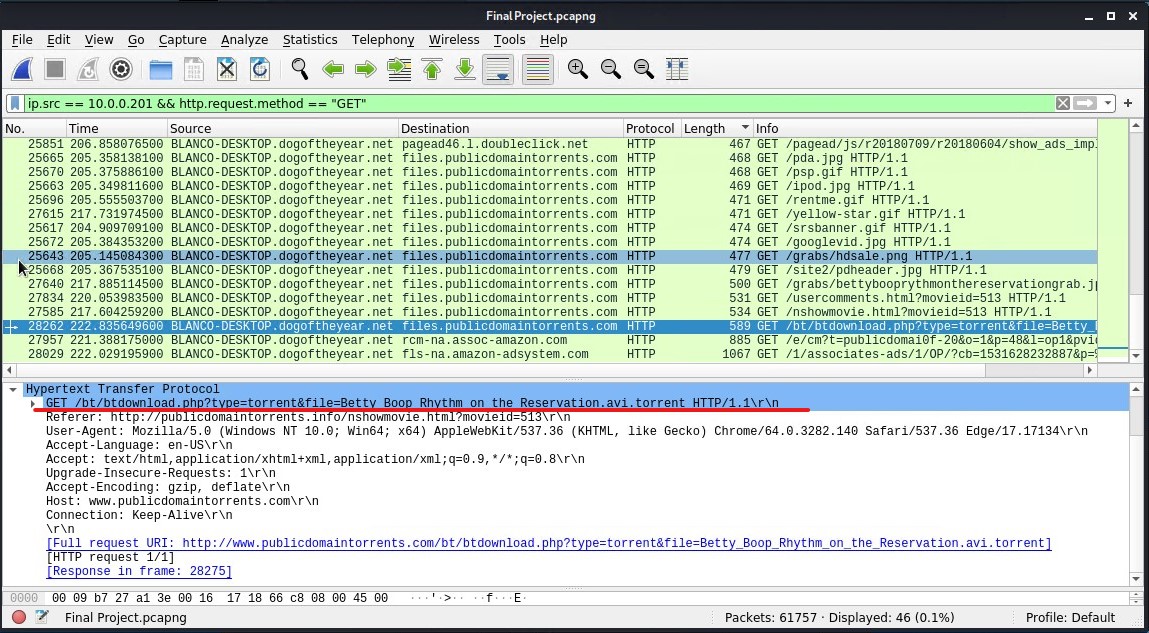 Final Project.pcapng
File Edit View Go Capture Analyze Statistics Telephony Wireless Tools Help
ip.src == 10.0.0.201 && http.request.method == "GET"
No. Time Source Destination Protocol Length Info
25851 206.858076500 BLANCO-DESKTOP.dogoftheyear.net pagead46.l.doubleclick.net HTTP 467 GET /pagead/js/r20180709/r20180604/show_ads_impl
25665 205.358138100 BLANCO-DESKTOP.dogoftheyear.net files.publicdomaintorrents.com HTTP 468 GET /pda.jpg HTTP/1.1
25670 205.375886100 BLANCO-DESKTOP.dogoftheyear.net files.publicdomaintorrents.com HTTP 468 GET /psp.gif HTTP/1.1
25663 205.349811600 BLANCO-DESKTOP.dogoftheyear.net files.publicdomaintorrents.com HTTP 469 GET /ipod.jpg HTTP/1.1
25696 205.555503700 BLANCO-DESKTOP.dogoftheyear.net files.publicdomaintorrents.com HTTP 471 GET /rentme.gif HTTP/1.1
27615 217.731974500 BLANCO-DESKTOP.dogoftheyear.net files.publicdomaintorrents.com HTTP 471 GET /yellow-star.gif HTTP/1.1
25617 204.909709100 BLANCO-DESKTOP.dogoftheyear.net files.publicdomaintorrents.com HTTP 474 GET /srsbanner.gif HTTP/1.1
25672 205.384353200 BLANCO-DESKTOP.dogoftheyear.net files.publicdomaintorrents.com HTTP 474 GET /googlevid.jpg HTTP/1.1
25643 205.145084300 BLANCO-DESKTOP.dogoftheyear.net files.publicdomaintorrents.com HTTP 477 GET /grabs/hdsale.png HTTP/1.1
25668 205.367535100 BLANCO-DESKTOP.dogoftheyear.net files.publicdomaintorrents.com HTTP 479 GET /site2/pdheader.jpg HTTP/1.1
27640 217.885114500 BLANCO-DESKTOP.dogoftheyear.net files.publicdomaintorrents.com HTTP 500 GET /grabs/bettybooprythmonthereservationgrab.jp
27834 220.053983500 BLANCO-DESKTOP.dogoftheyear.net files.publicdomaintorrents.com HTTP 531 GET /usercomments.html?movieid=513 HTTP/1.1
27585 217.604259200 BLANCO-DESKTOP.dogoftheyear.net files.publicdomaintorrents.com HTTP 534 GET /nshowmovie.html?movieid=513 HTTP/1.1
28262 222.835649600 BLANCO-DESKTOP.dogoftheyear.net files.publicdomaintorrents.com HTTP 589 GET /bt/btdownload.php?type=torrent&file=Betty_
27957 221.388175000 BLANCO-DESKTOP.dogoftheyear.net rcm-na.assoc-amazon.com HTTP 885 GET /e/cm?t=publicdomai0f-20&o=1&p=48&l=op1&pvi
28029 222.029195900 BLANCO-DESKTOP.dogoftheyear.net fls-na.amazon-adsystem.com HTTP 1067 GET /1/associates-ads/1/OP/?cb=1531628232887&p=
Hypertext Transfer Protocol
GET /bt/btdownload.php?type=torrent&file=Betty_Boop_Rhythm_on_the_Reservation.avi.torrent HTTP/1.1\r\n
Referer: http://publicdomaintorrents.info/nshowmovie.html?movieid=513\r\n
User-Agent: Mozilla/5.0 (Windows NT 10.0; Win64; x64) AppleWebKit/537.36 (KHTML, like Gecko) Chrome/64.0.3282.140 Safari/537.36 Edge/17.17134\r\n
Accept-Language: en-US\r\n
Accept: text/html,application/xhtml+xml,application/xml;q=0.9,*/*;q=0.8\r\n
Upgrade-Insecure-Requests: 1\r\n
Accept-Encoding: gzip, deflate\r\n
Host: www.publicdomaintorrents.com\r\n
Connection: Keep-Alive\r\n
\r\n
[Full request URI: http://www.publicdomaintorrents.com/bt/btdownload.php?type=torrent&file=Betty_Boop_Rhythm_on_the_Reservation.avi.torrent]
[HTTP request 1/1]
[Response in frame: 28275]
0000 00 09 b7 27 a1 3e 00 16 17 18 66 c8 08 00 45 00 ···'·>·· ··f···E·
Final Project.pcapng Packets: 61757 · Displayed: 46 (0.1%) Profile: Default